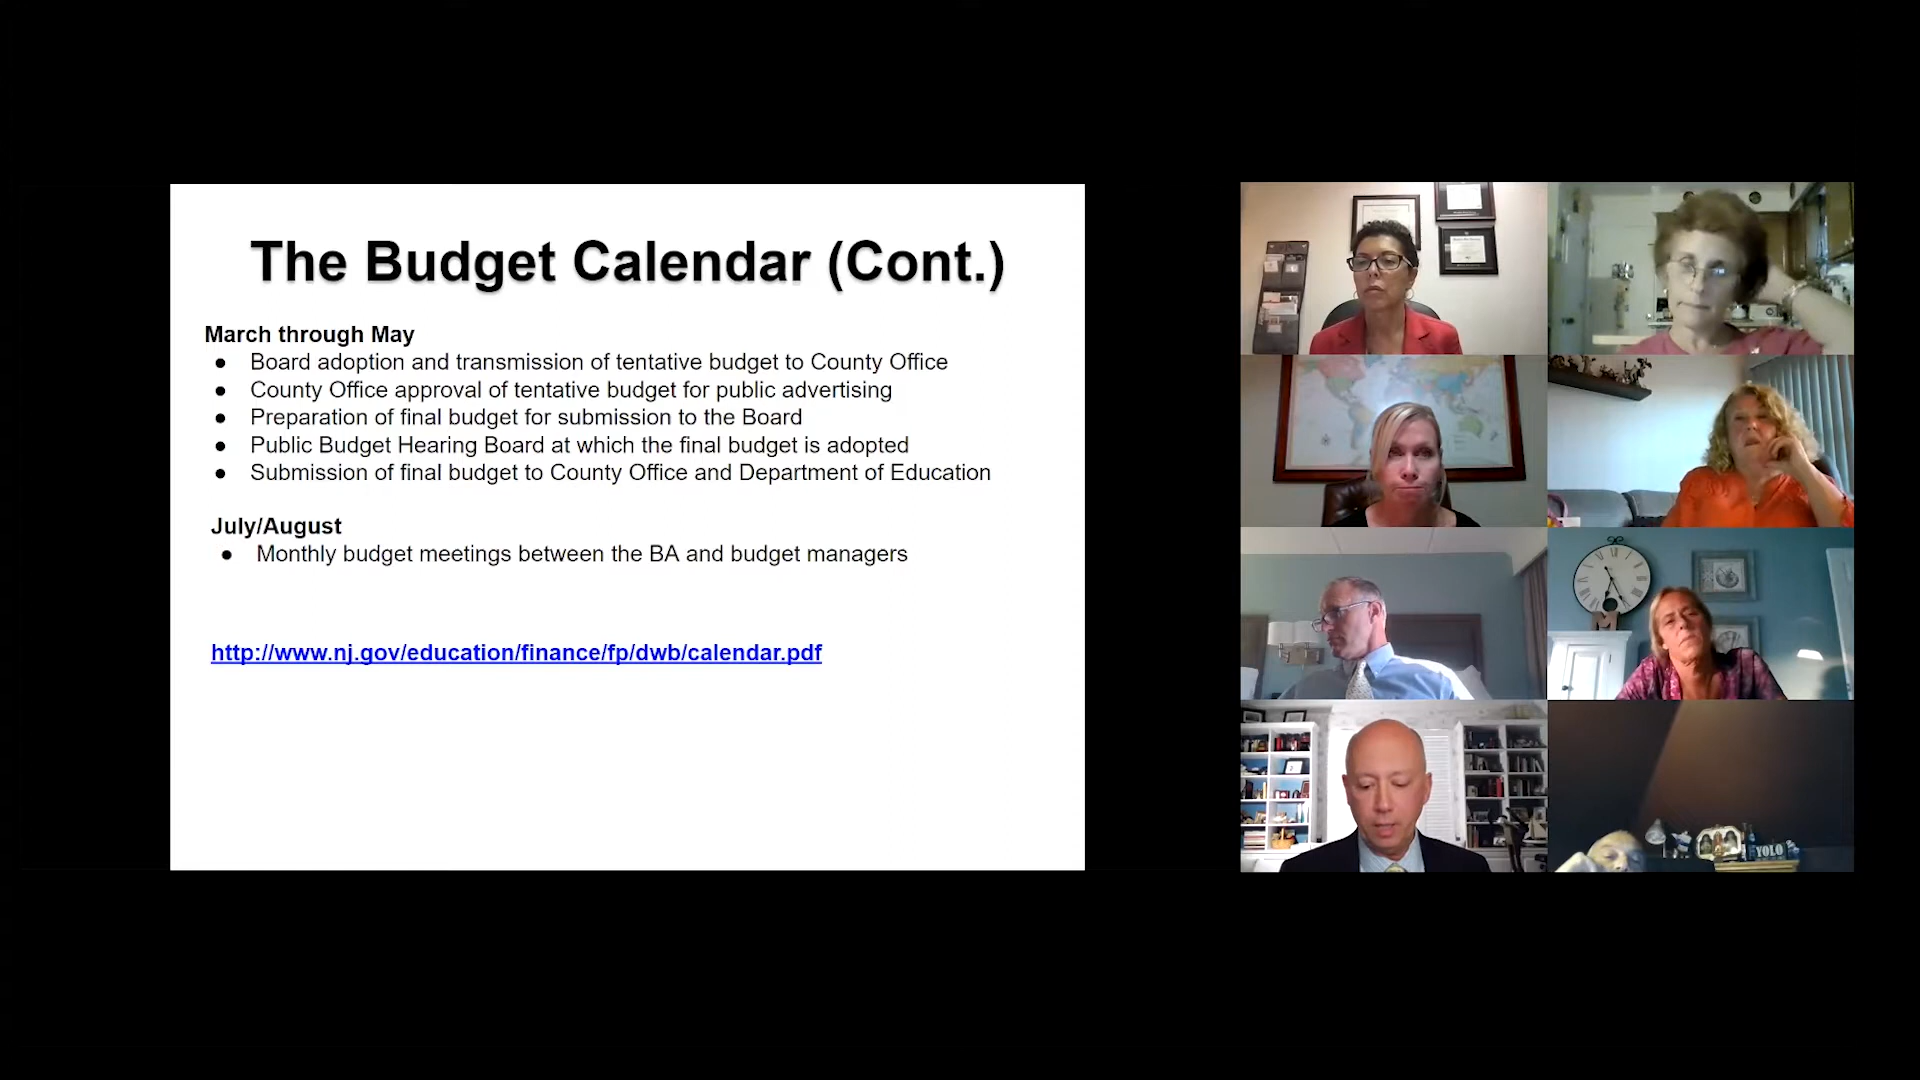 The Budget Calendar (Cont.)
March through May
● Board adoption and transmission of tentative budget to County Office
● County Office approval of tentative budget for public advertising
● Preparation of final budget for submission to the Board
● Public Budget Hearing Board at which the final budget is adopted
● Submission of final budget to County Office and Department of Education
July/August
● Monthly budget meetings between the BA and budget managers
http://www.nj.gov/education/finance/fp/dwb/calendar.pdf
YOLO